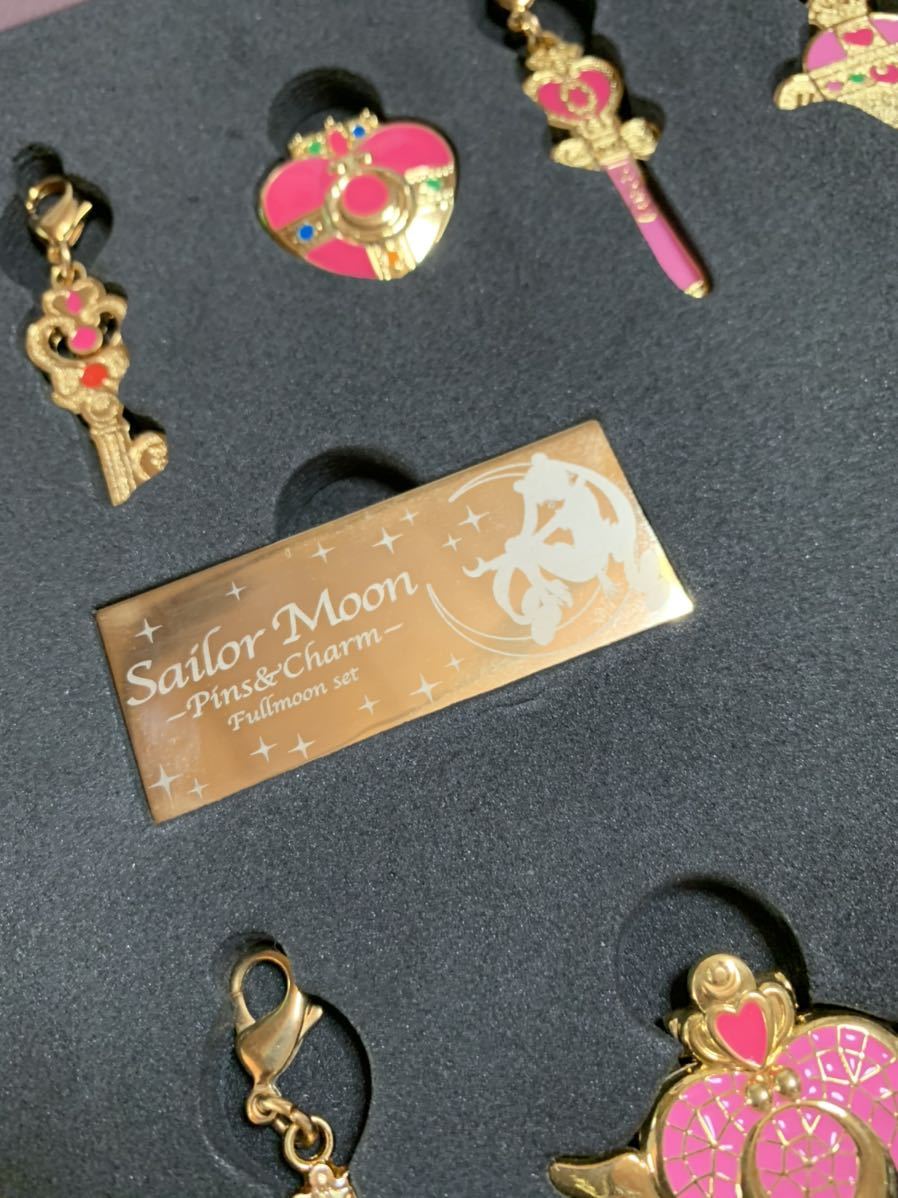 Sailor Moon
–Pins&Charm–
Fullmoon set